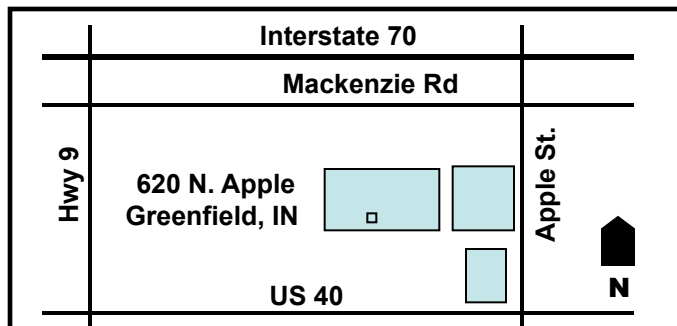 Interstate 70
Mackenzie Rd
Hwy 9
620 N. Apple
Greenfield, IN
Apple St.
N
US 40